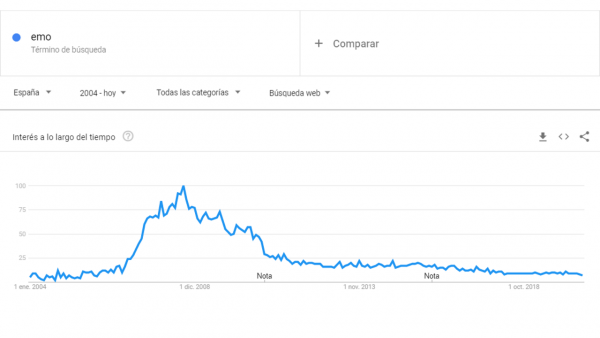 emo
Término de búsqueda
+ Comparar
España
2004 - hoy
Todas las categorías
Búsqueda web
Interés a lo largo del tiempo
100
75
50
25
Nota
Nota
1 ene. 2004
1 dic. 2008
1 nov. 2013
1 oct. 2018